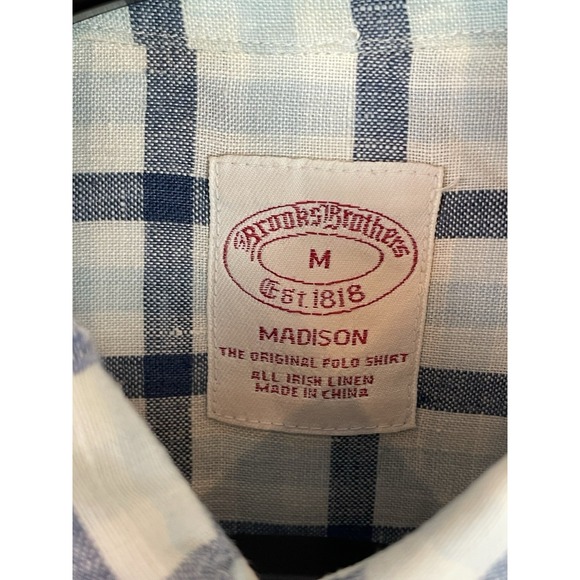 Brooks Brothers
M
Est. 1818
MADISON
THE ORIGINAL POLO SHIRT
ALL IRISH LINEN
MADE IN CHINA